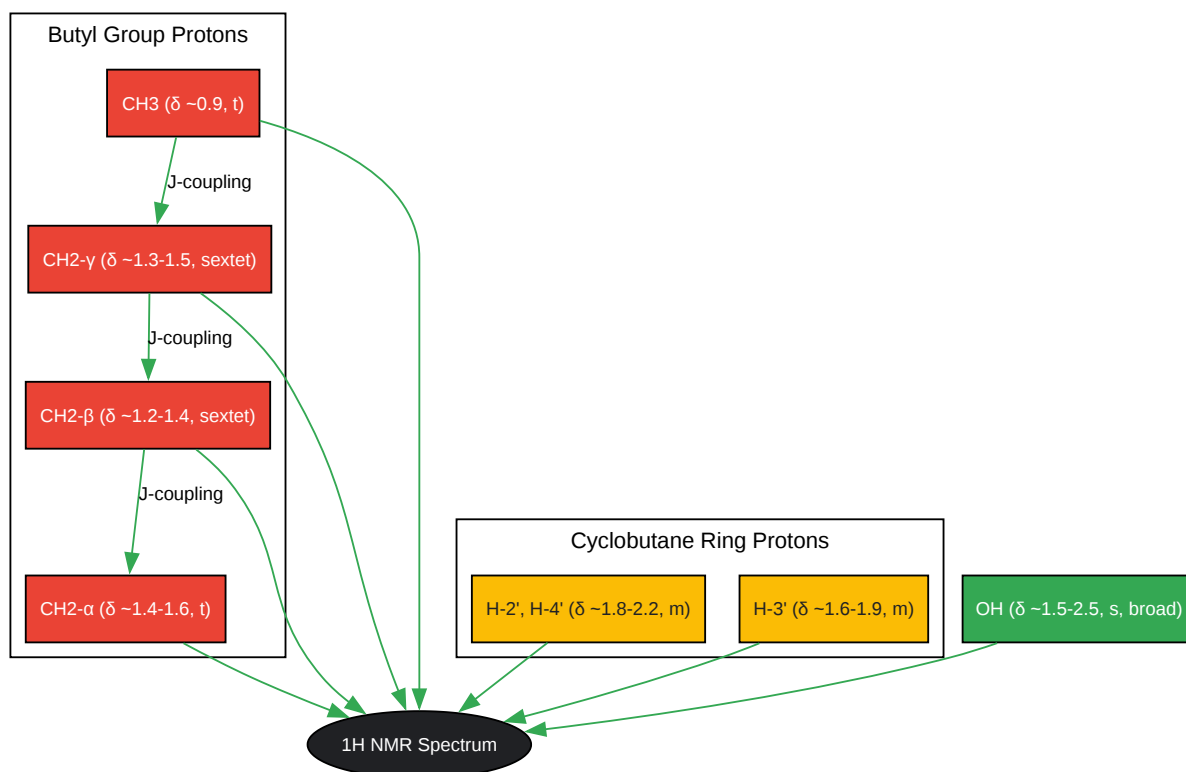 Butyl Group Protons
CH3 (δ ~0.9, t)
J-coupling
CH2-γ (δ ~1.3-1.5, sextet)
J-coupling
CH2-β (δ ~1.2-1.4, sextet)
J-coupling
CH2-α (δ ~1.4-1.6, t)
Cyclobutane Ring Protons
H-2', H-4' (δ ~1.8-2.2, m)
H-3' (δ ~1.6-1.9, m)
OH (δ ~1.5-2.5, s, broad)
1H NMR Spectrum